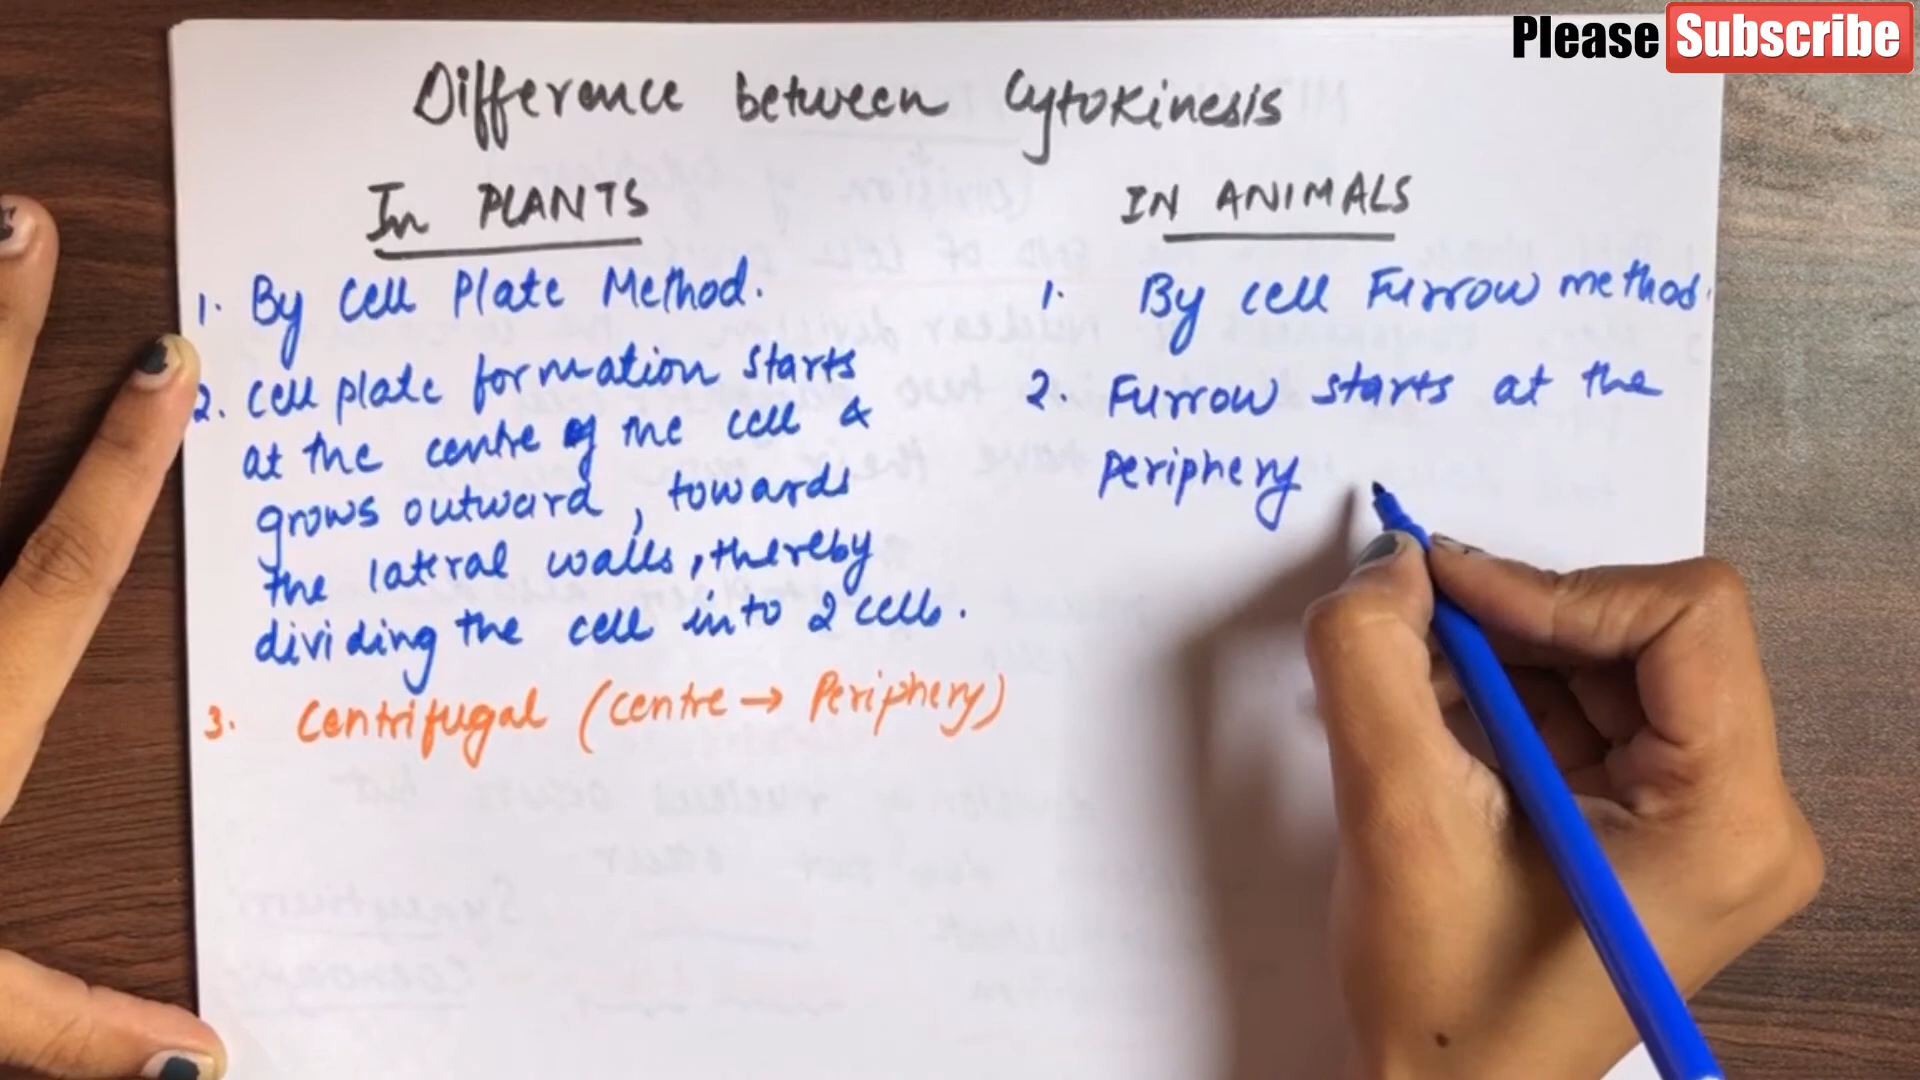 Please Subscribe
Difference between Cytokinesis
In PLANTS
1. By Cell Plate Method.
2. Cell plate formation starts
at the centre of the cell &
grows outward, towards
the lateral walls, thereby
dividing the cell into 2 cells.
3. Centrifugal (centre → Periphery)
IN ANIMALS
1. By cell Furrow method.
2. Furrow starts at the
periphery